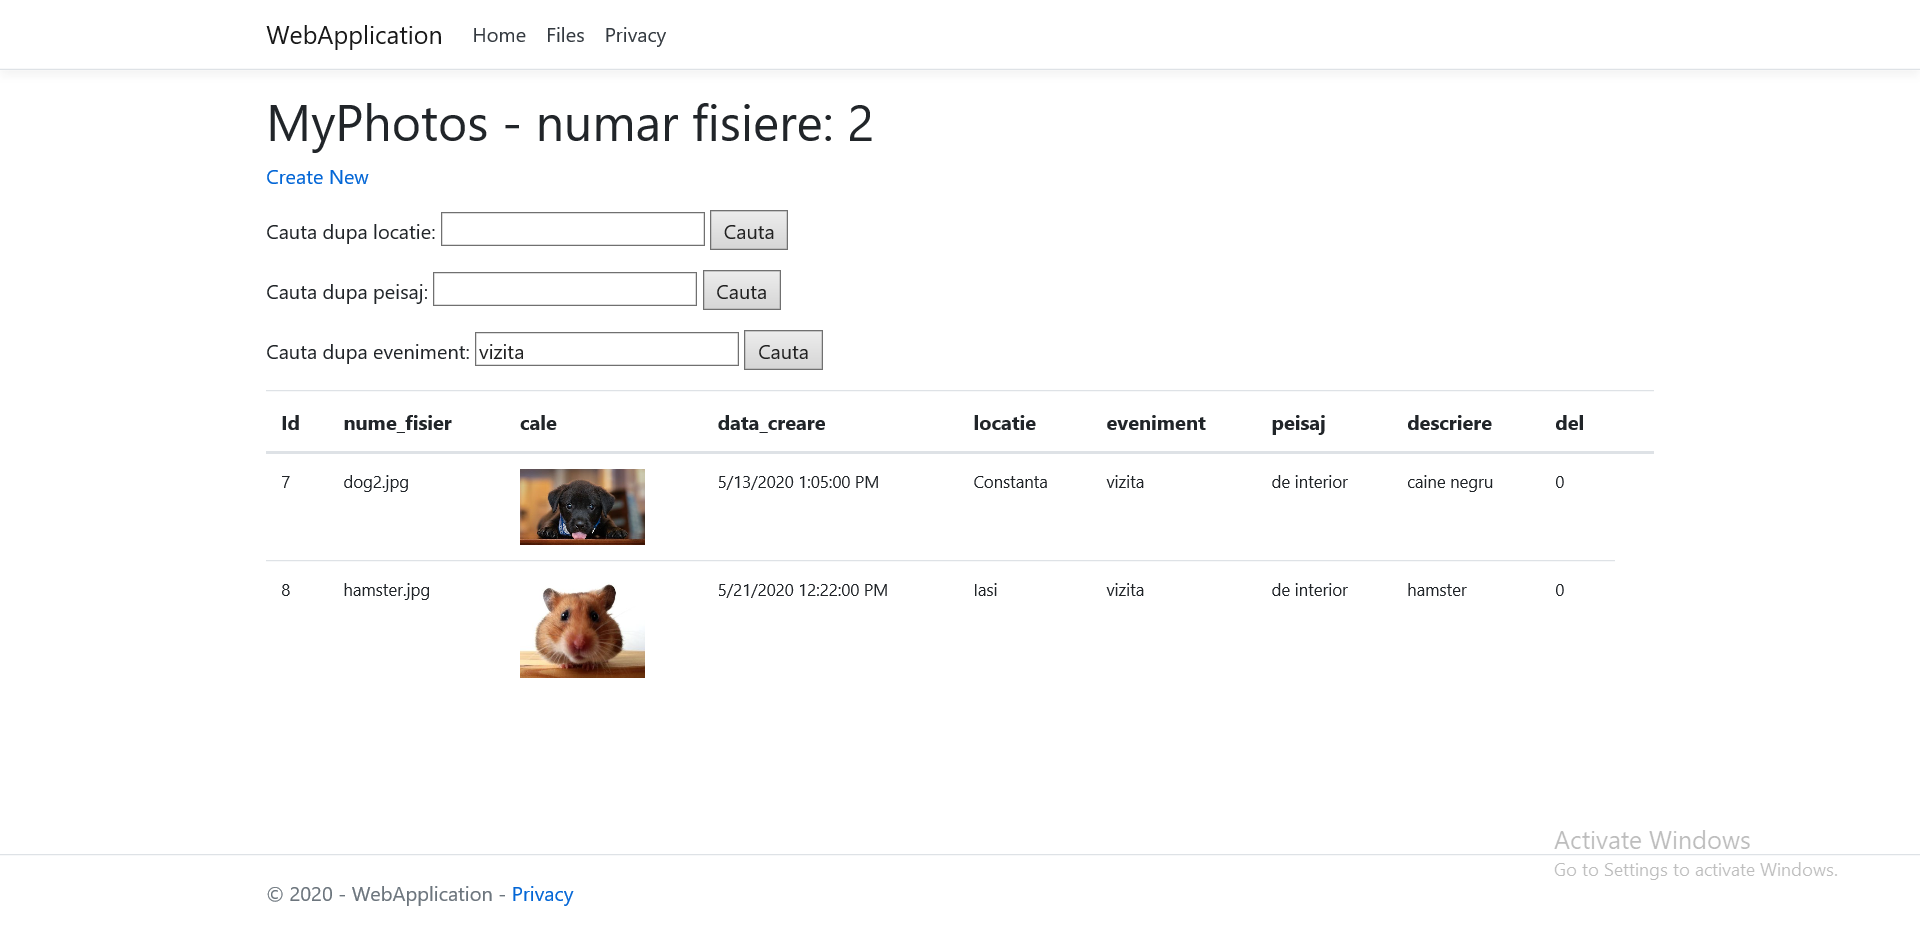 WebApplication Home Files Privacy
MyPhotos - numar fisiere: 2
Create New
Cauta dupa locatie: Cauta
Cauta dupa peisaj: Cauta
Cauta dupa eveniment: vizita Cauta
Id nume_fisier cale data_creare locatie eveniment peisaj descriere del
7 dog2.jpg 5/13/2020 1:05:00 PM Constanta vizita de interior caine negru 0
8 hamster.jpg 5/21/2020 12:22:00 PM Iasi vizita de interior hamster 0
Activate Windows
Go to Settings to activate Windows.
© 2020 - WebApplication - Privacy